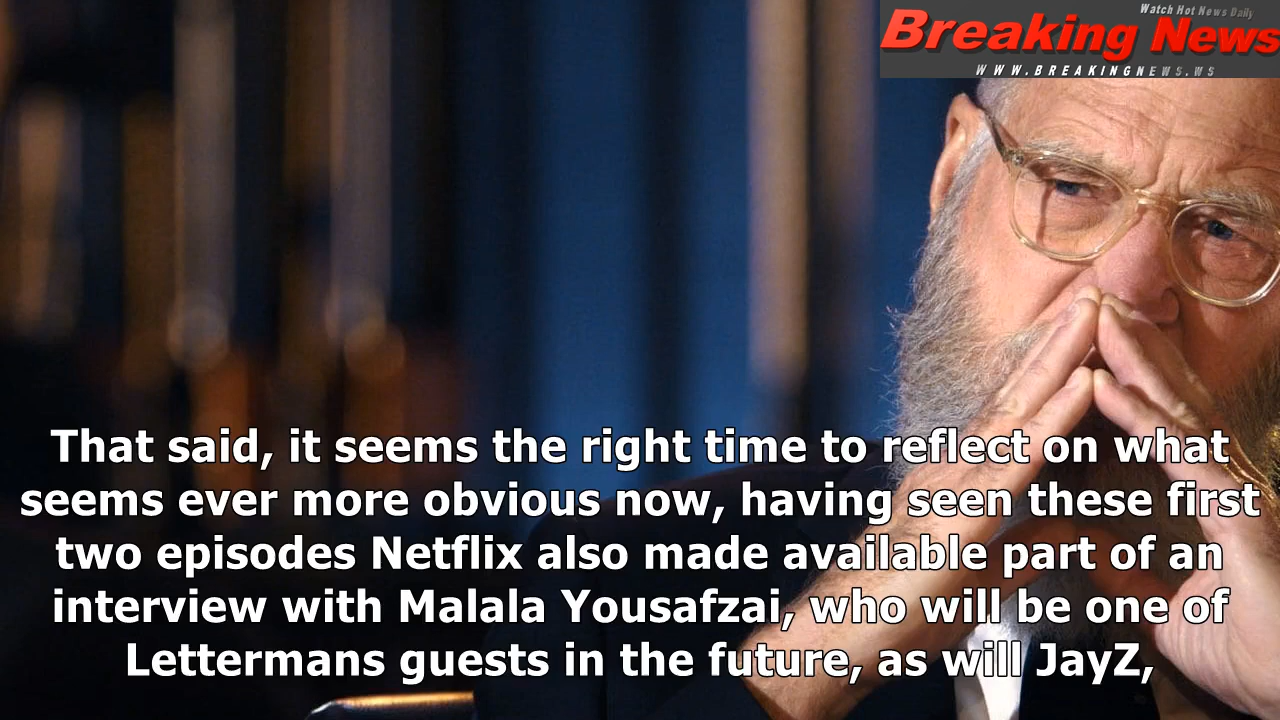 Watch Hot News Daily
Breaking News
WWW.BREAKINGNEWS.WS
That said, it seems the right time to reflect on what
seems ever more obvious now, having seen these first
two episodes Netflix also made available part of an
interview with Malala Yousafzai, who will be one of
Lettermans guests in the future, as will JayZ,